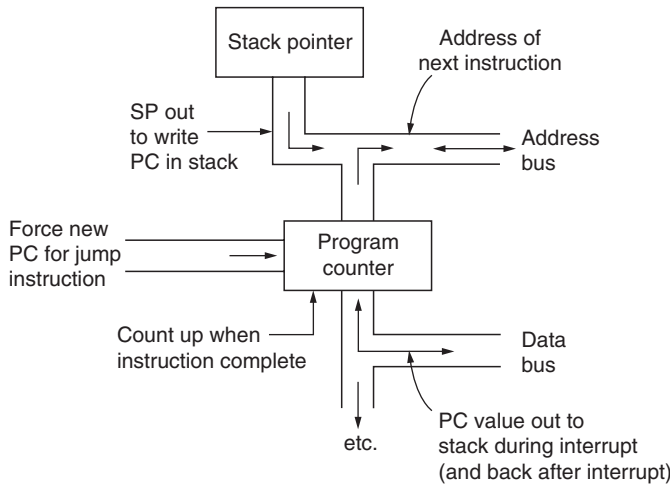 Stack pointer
Address of
next instruction
SP out
to write
PC in stack
Address
bus
Force new
PC for jump
instruction
Program
counter
Count up when
instruction complete
Data
bus
etc.
PC value out to
stack during interrupt
(and back after interrupt)